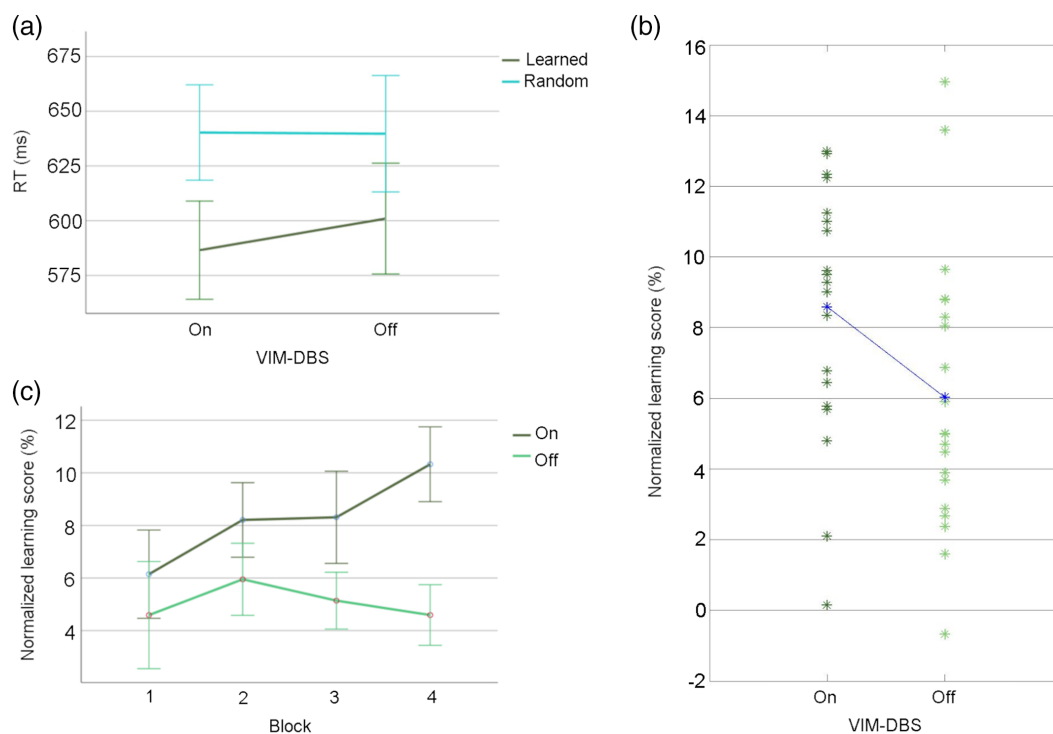 (a)
675
650
625
600
575
RT (ms)
On
Off
VIM-DBS
Learned
Random
(b)
16
14
12
10
8
6
4
2
0
-2
Normalized learning score (%)
On
Off
VIM-DBS
(c)
12
10
8
6
4
Normalized learning score (%)
1
2
3
4
Block
On
Off